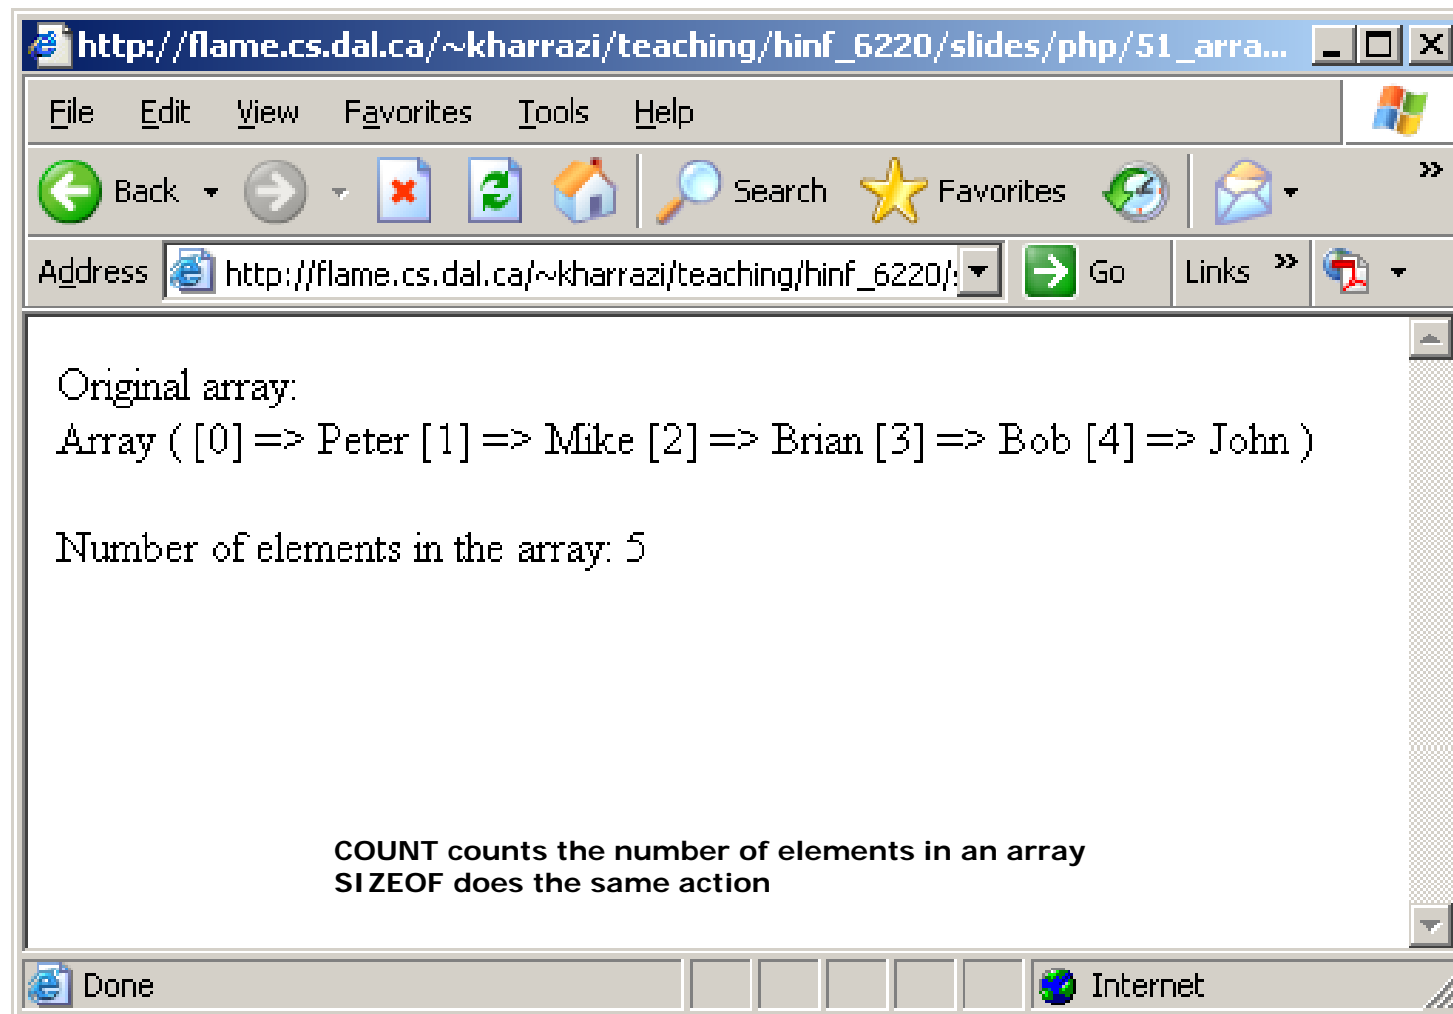 http://flame.cs.dal.ca/~kharrazi/teaching/hinf_6220/slides/php/51_arra...
File Edit View Favorites Tools Help
Back Search Favorites »
Address http://flame.cs.dal.ca/~kharrazi/teaching/hinf_6220/ Go Links »
Original array:
Array ( [0] => Peter [1] => Mike [2] => Brian [3] => Bob [4] => John )
Number of elements in the array: 5
COUNT counts the number of elements in an array
SIZEOF does the same action
Done Internet